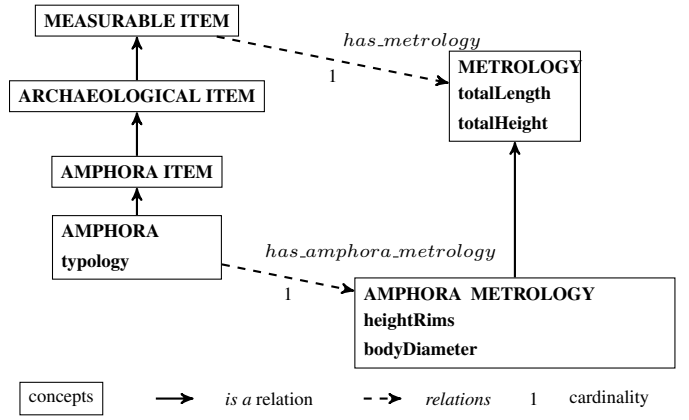 MEASURABLE ITEM
has_metrology
1
METROLOGY
totalLength
totalHeight
ARCHAEOLOGICAL ITEM
AMPHORA ITEM
AMPHORA
typology
has_amphora_metrology
1
AMPHORA METROLOGY
heightRims
bodyDiameter
concepts is a relation relations 1 cardinality